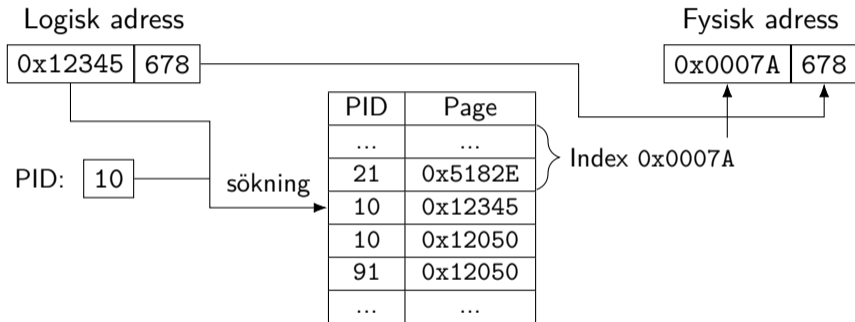 Logisk adress
0x12345 678
Fysisk adress
0x0007A 678
PID: 10
sökning
PID Page
... ...
21 0x5182E
10 0x12345
10 0x12050
91 0x12050
... ...
Index 0x0007A